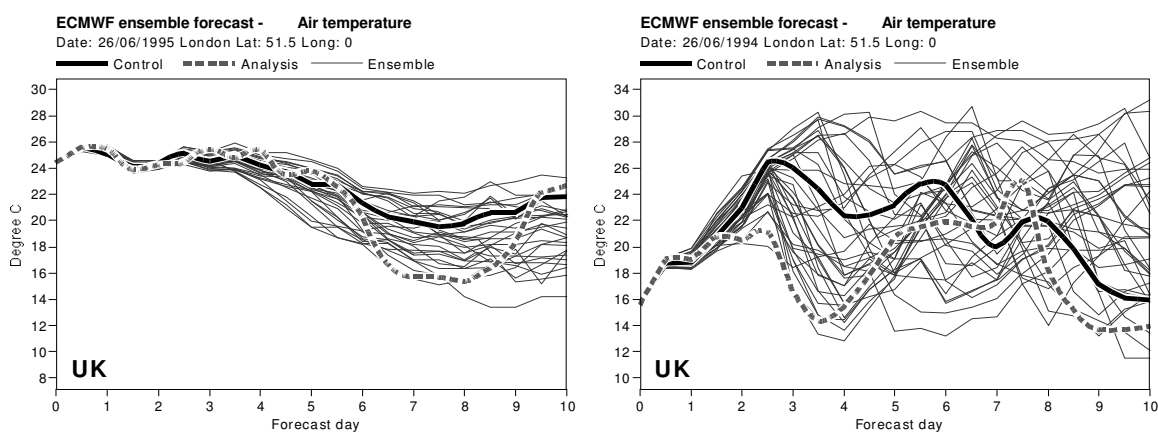 ECMWF ensemble forecast - Air temperature
Date: 26/06/1995 London Lat: 51.5 Long: 0
Control Analysis Ensemble
30
28
26
24
22
20
18
16
14
12
10
8
Degree C
UK
0 1 2 3 4 5 6 7 8 9 10
Forecast day
ECMWF ensemble forecast - Air temperature
Date: 26/06/1994 London Lat: 51.5 Long: 0
Control Analysis Ensemble
34
28
26
24
22
20
18
16
14
12
10
Degree C
UK
0 1 2 3 4 5 6 7 8 9 10
Forecast day